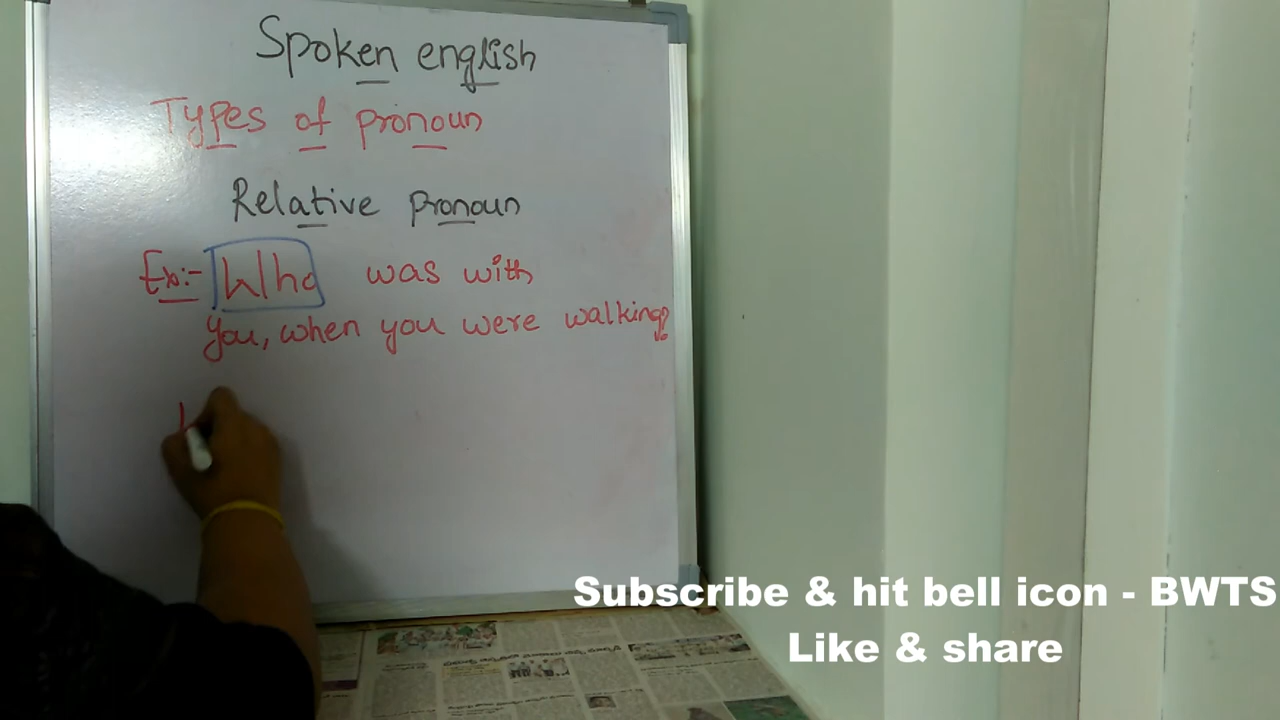 Spoken english
Types of pronoun
Relative pronoun
Ex:- Who was with
You, when you were walking?
Subscribe & hit bell icon - BWTS
Like & share